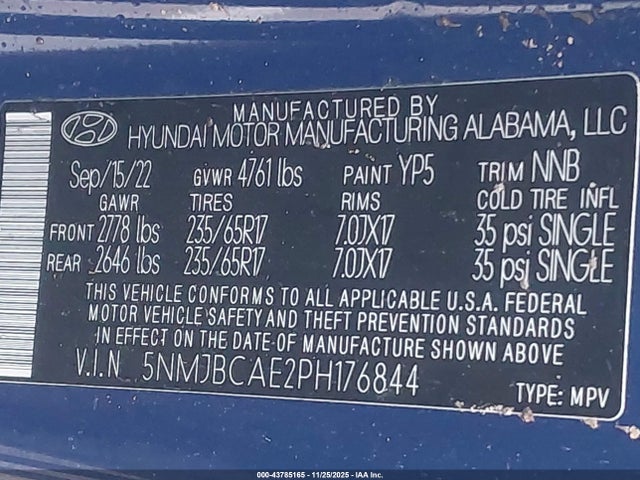 MANUFACTURED BY
HYUNDAI MOTOR MANUFACTURING ALABAMA, LLC
Sep/15/22 GVWR 4761 lbs PAINT YP5 TRIM NNB
GAWR TIRES RIMS COLD TIRE INFL
FRONT 2778 lbs 235/65R17 7.0JX17 35 psi SINGLE
REAR 2646 lbs 235/65R17 7.0JX17 35 psi SINGLE
THIS VEHICLE CONFORMS TO ALL APPLICABLE U.S.A. FEDERAL
MOTOR VEHICLE SAFETY AND THEFT PREVENTION STANDARDS
IN EFFECT ON THE DATE OF MANUFACTURE SHOWN ABOVE
V.I.N 5NMJBCAE2PH176844
TYPE: MPV
000-43785165 - 11/25/2025 - IAA Inc.